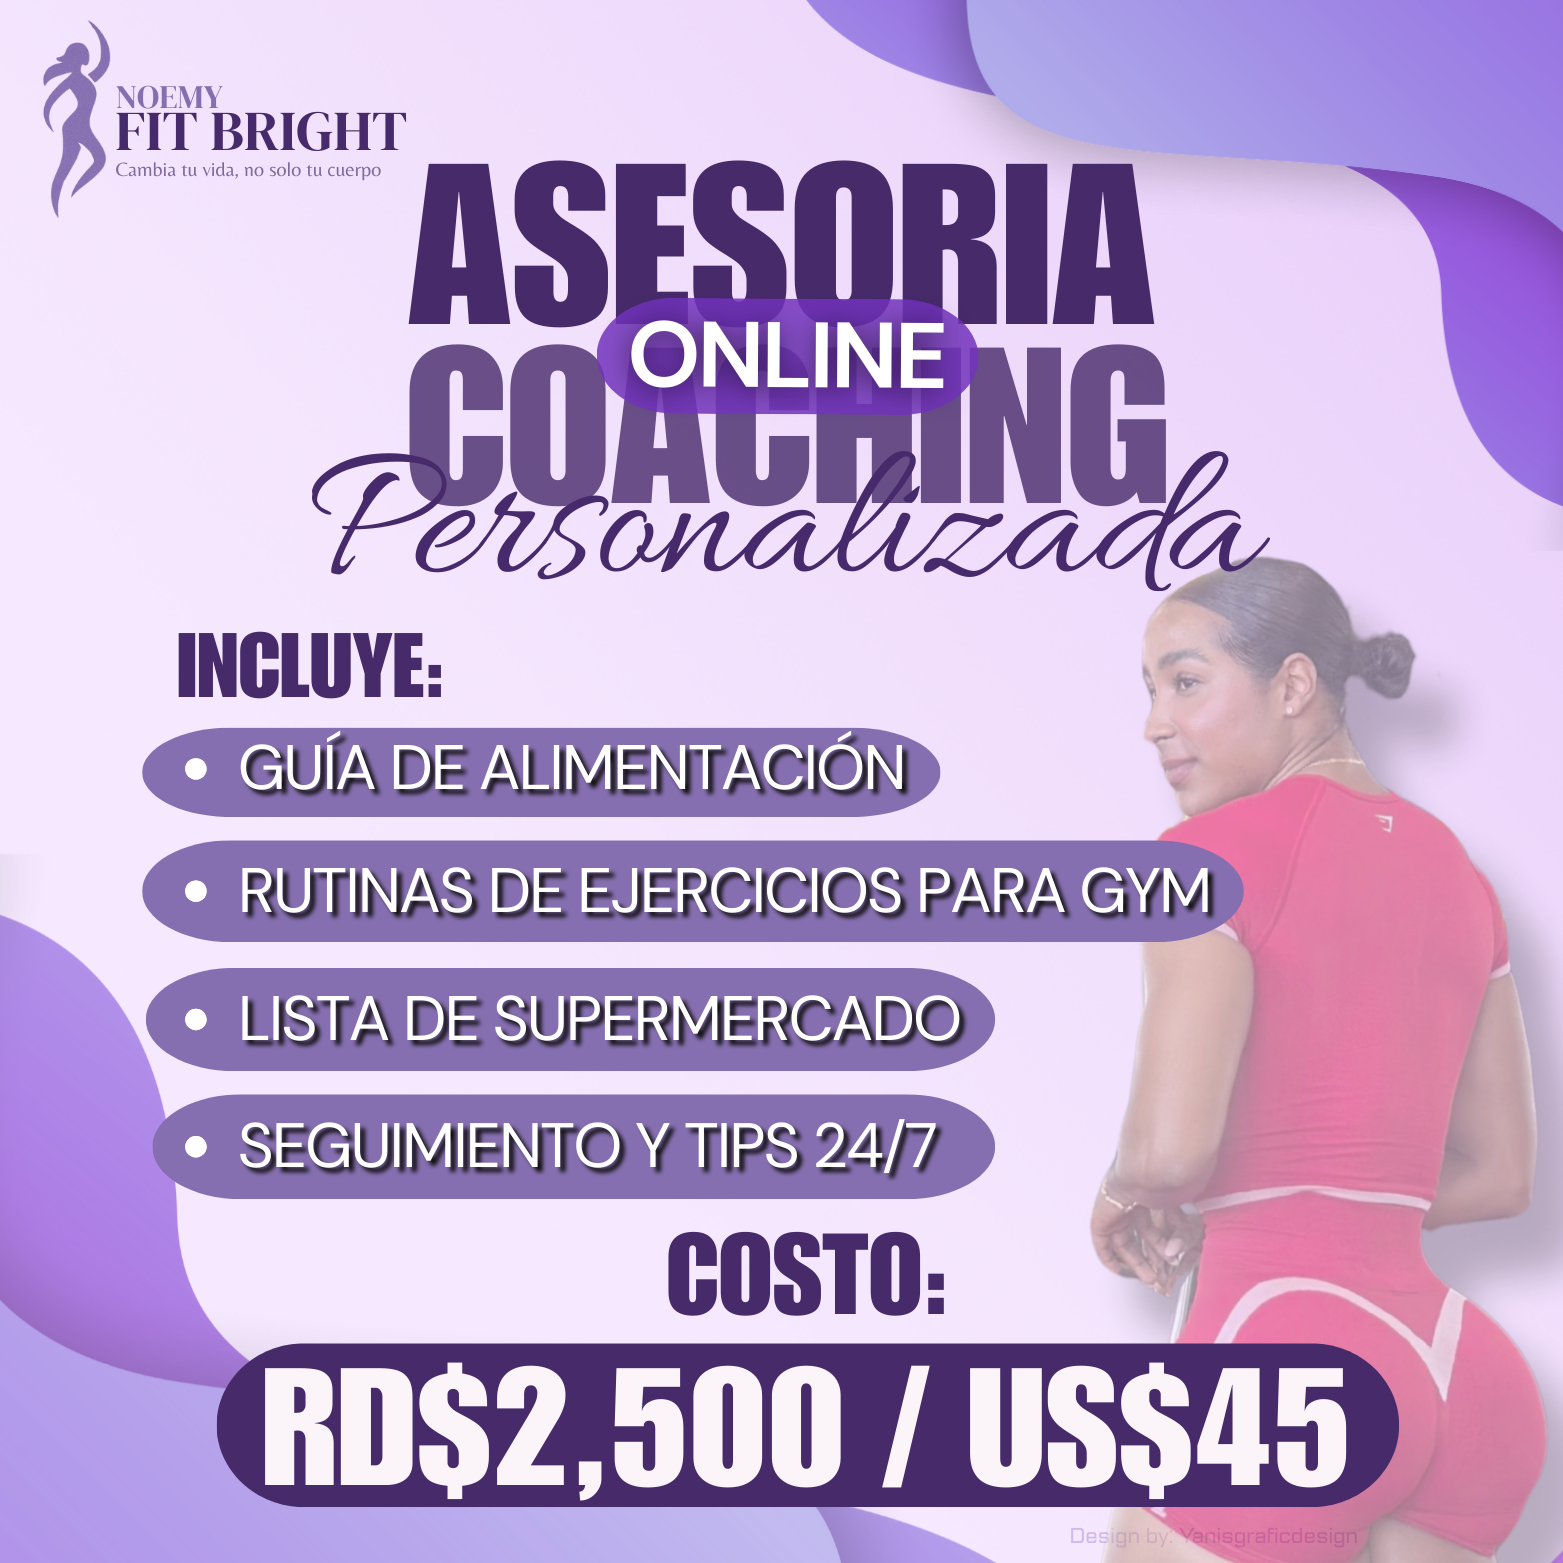 NOEMY
FIT BRIGHT
Cambia tu vida, no solo tu cuerpo
ASESORIA
ONLINE
COACHING
Personalizada
INCLUYE:
• GUÍA DE ALIMENTACIÓN
• RUTINAS DE EJERCICIOS PARA GYM
• LISTA DE SUPERMERCADO
• SEGUIMIENTO Y TIPS 24/7
COSTO:
RD$2,500 / US$45
Design by: Yanisgraficdesign